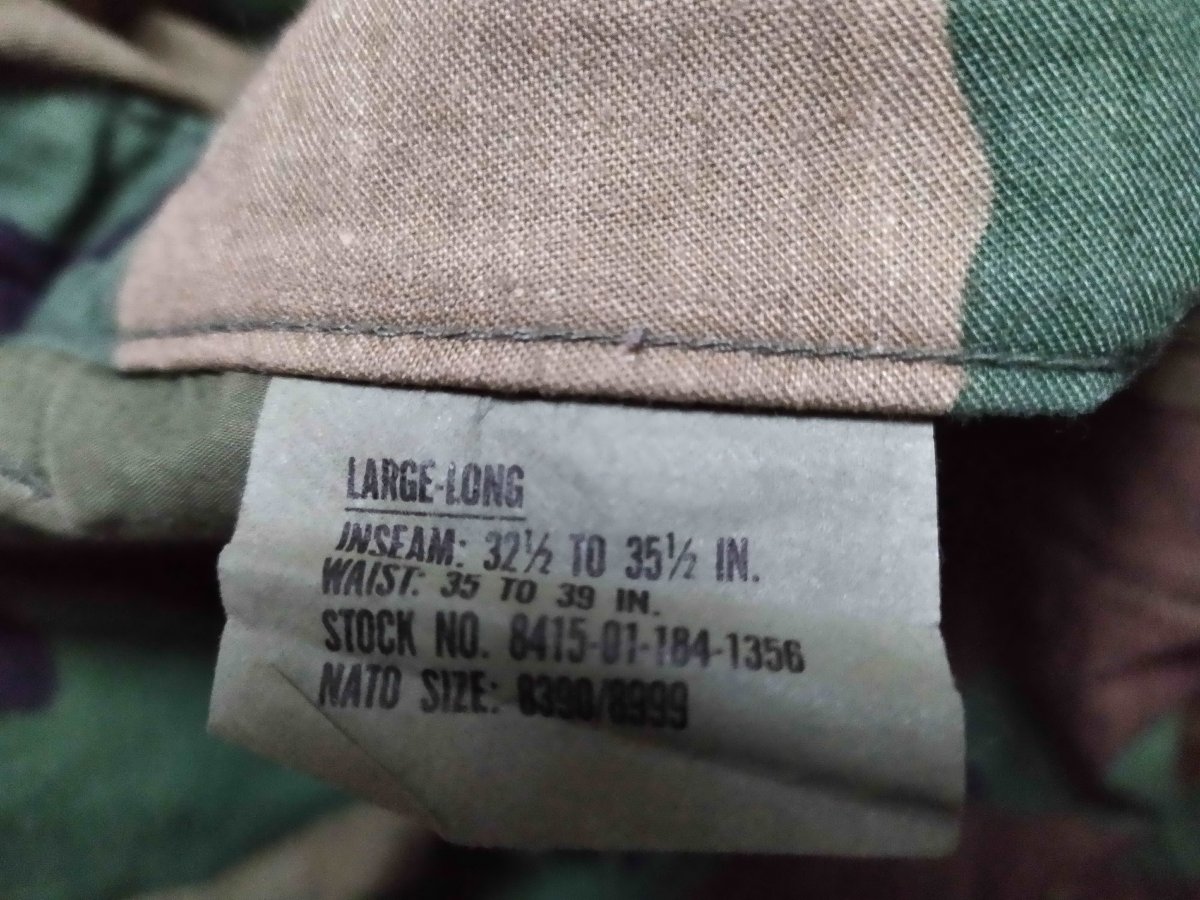 LARGE-LONG
INSEAM: 32½ TO 35½ IN.
WAIST: 35 TO 39 IN.
STOCK NO. 8415-01-184-1356
NATO SIZE: 8390/8999